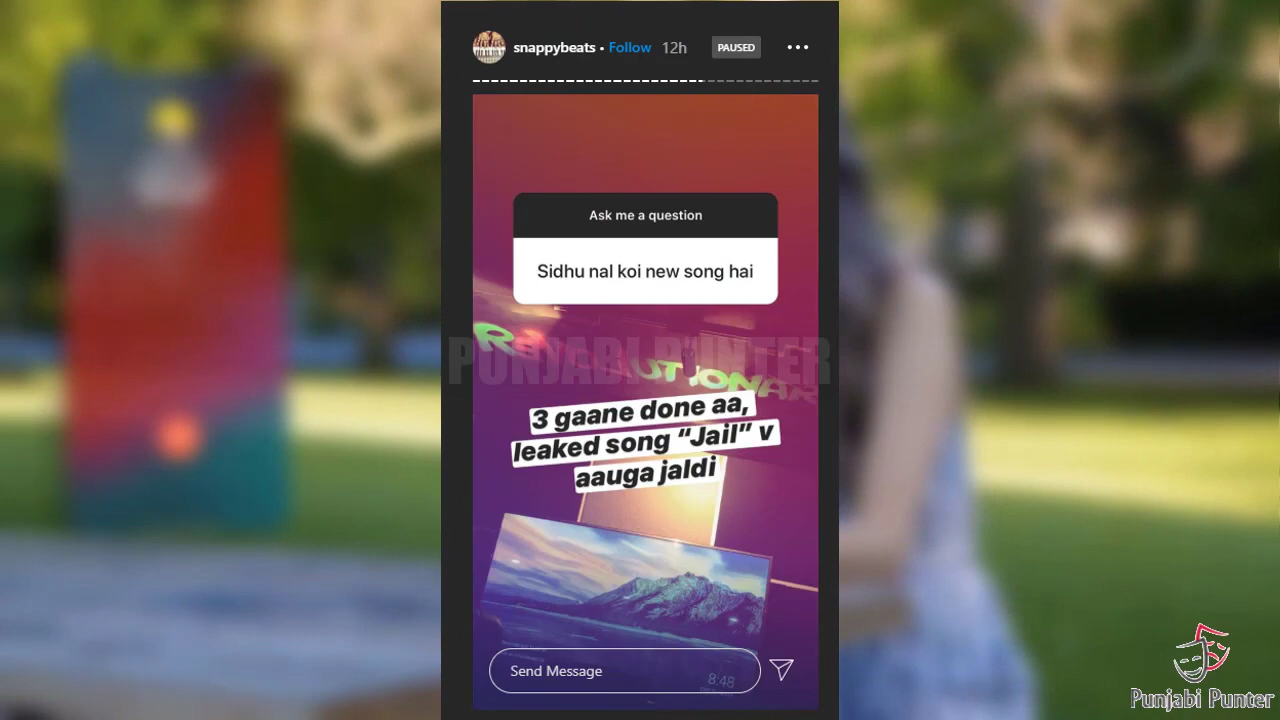 snappybeats • Follow 12h PAUSED
Ask me a question
Sidhu nal koi new song hai
PUNJABI PUNTER
3 gaane done aa,
leaked song “Jail” v
aauga jaldi
Send Message
8:48
Punjabi Punter